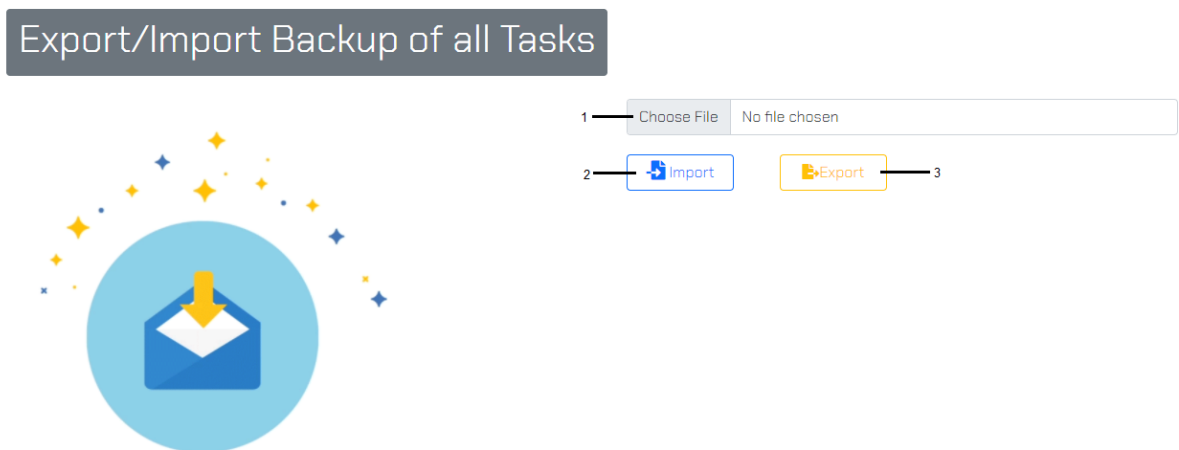 Export/Import Backup of all Tasks
1 Choose File No file chosen
2 Import Export 3